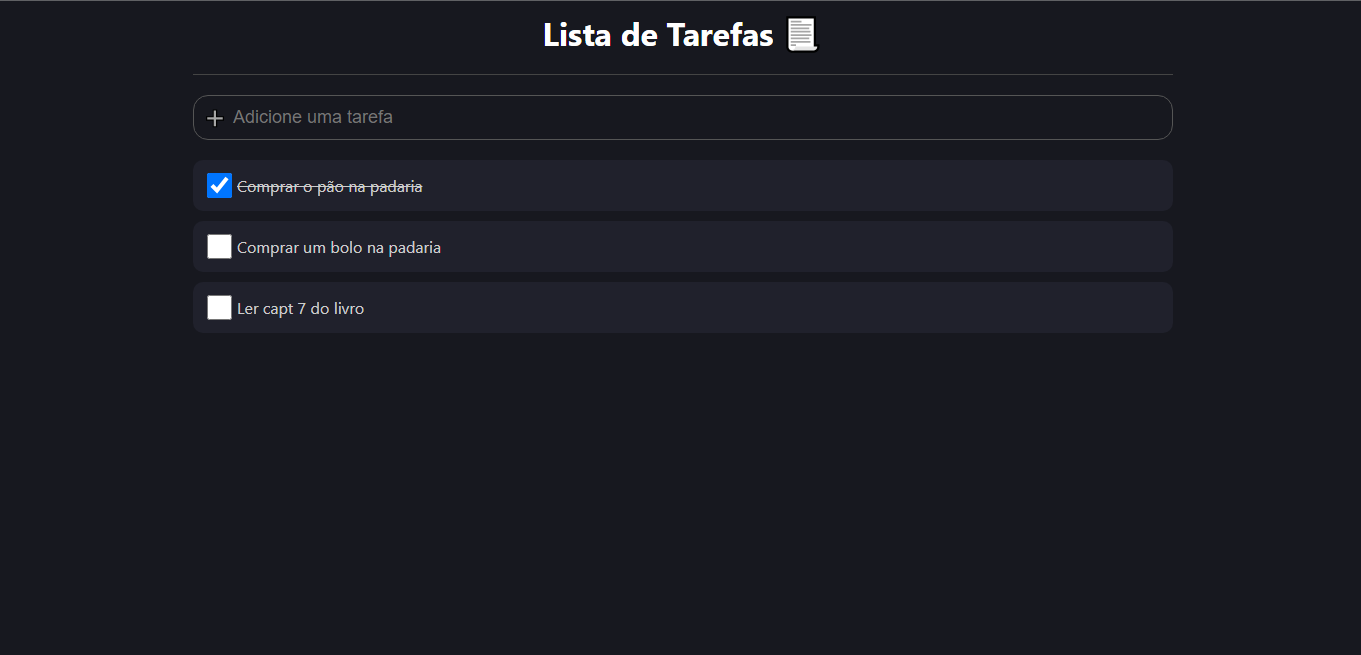 Lista de Tarefas 📃
Adicione uma tarefa
Comprar o pão na padaria
Comprar um bolo na padaria
Ler capt 7 do livro